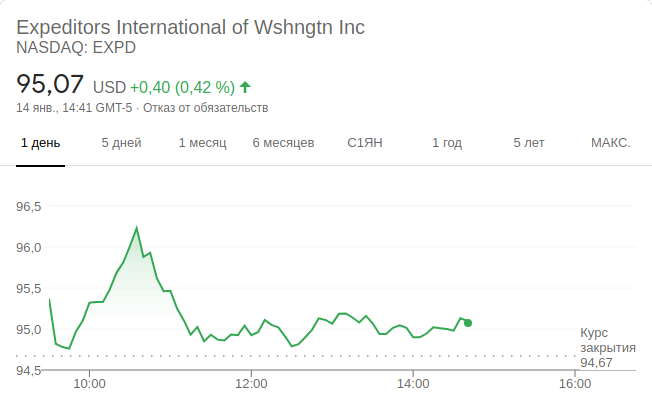 Expeditors International of Wshngtn Inc
NASDAQ: EXPD
95,07 USD +0,40 (0,42 %)
14 янв., 14:41 GMT-5 · Отказ от обязательств
1 день 5 дней 1 месяц 6 месяцев С1ЯН 1 год 5 лет МАКС.
96,5
96,0
95,5
95,0
Курс
закрытия
94,67
94,5
10:00 12:00 14:00 16:00